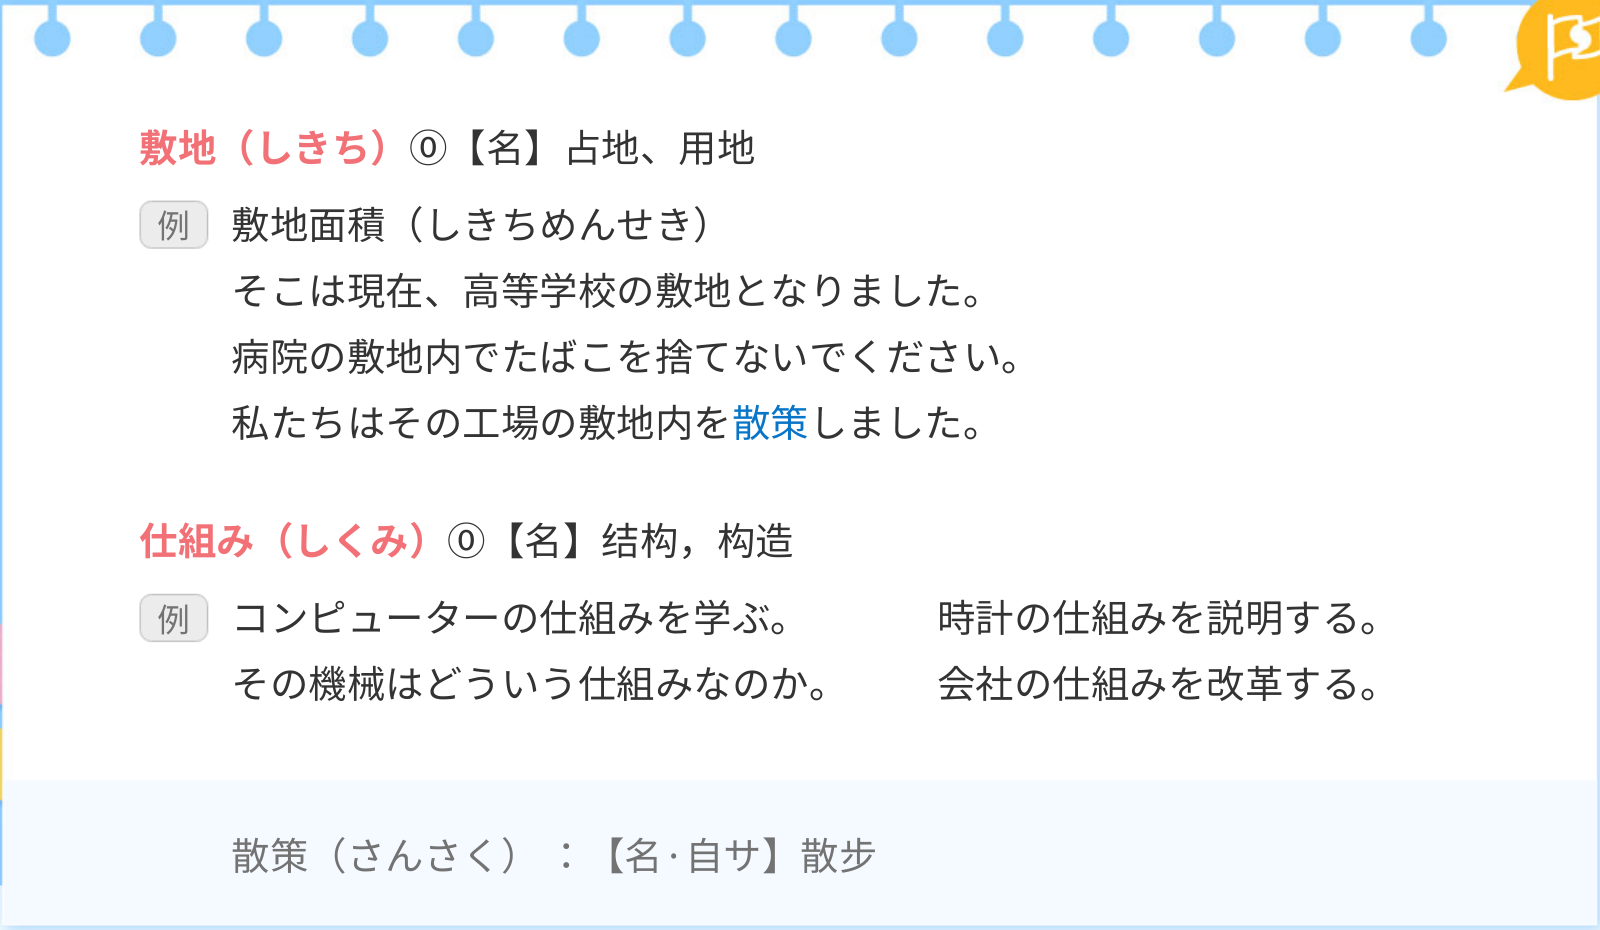 敷地（しきち）⓪【名】占地、用地
例 敷地面積（しきちめんせき）
そこは現在、高等学校の敷地となりました。
病院の敷地内でたばこを捨てないでください。
私たちはその工場の敷地内を散策しました。
仕組み（しくみ）⓪【名】结构，构造
例 コンピューターの仕組みを学ぶ。 時計の仕組みを説明する。
その機械はどういう仕組みなのか。 会社の仕組みを改革する。
散策（さんさく）：【名·自サ】散步